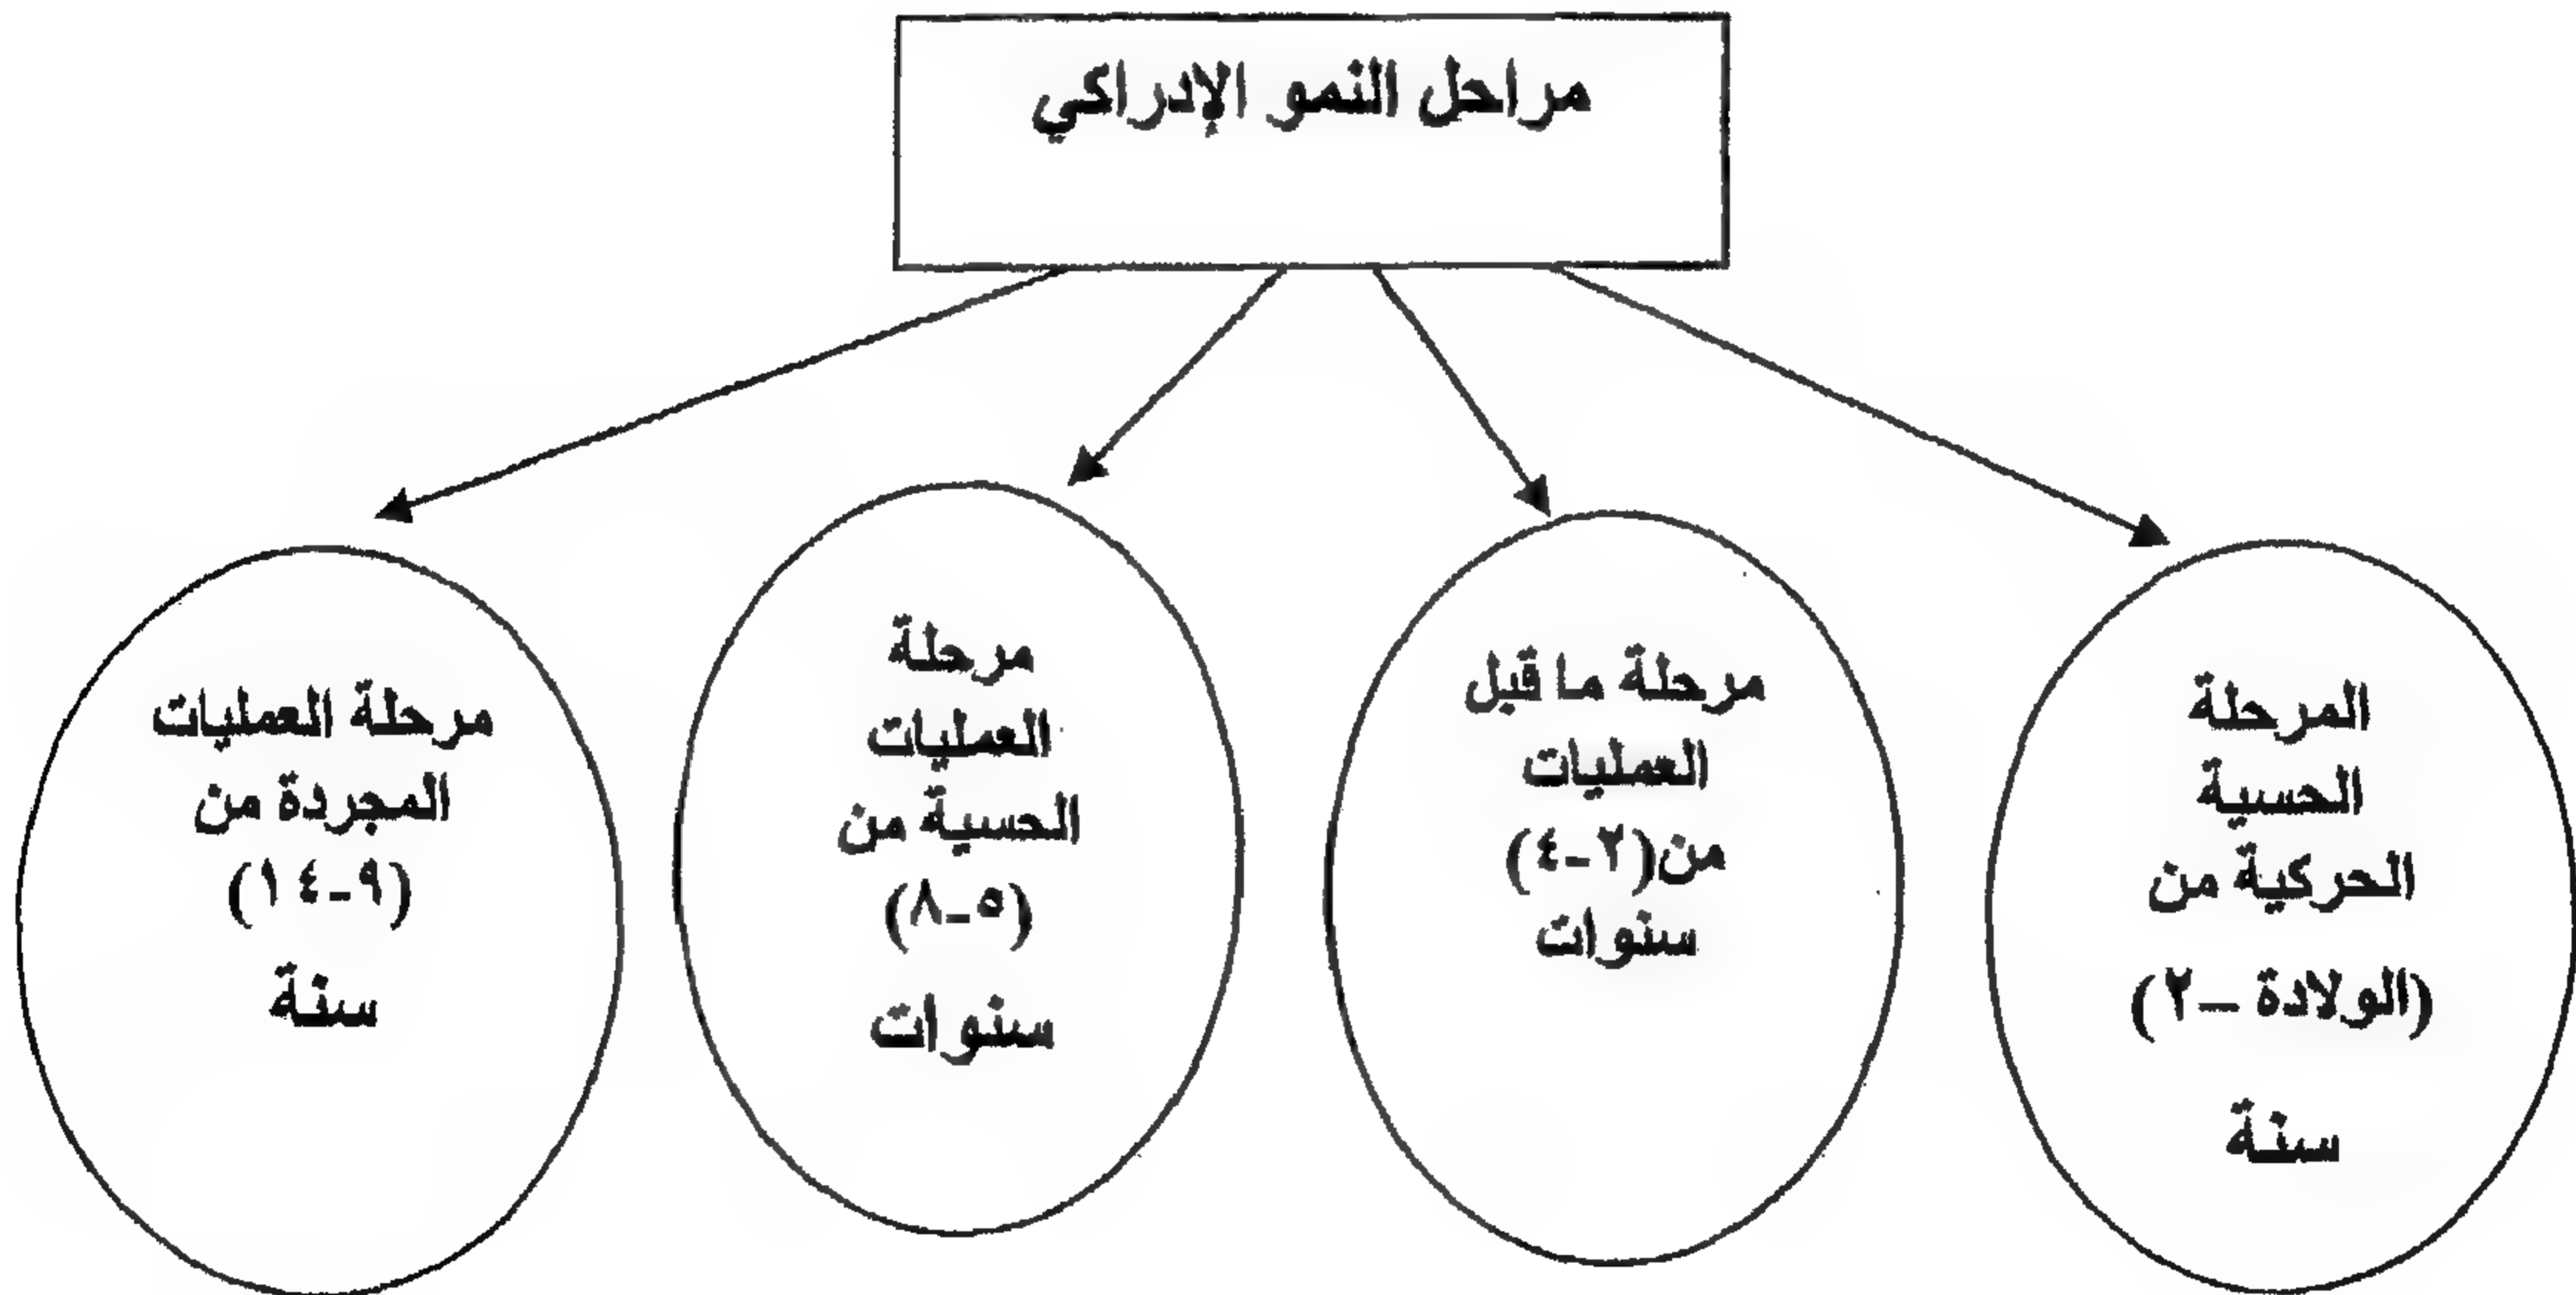 مراحل النمو الإدراكي
المرحلة
الحسية
الحركية من
(الولادة –٢)
سنة
مرحلة ما قبل
العمليات
من(٢-٤)
سنوات
مرحلة
العمليات
الحسية من
(٥-٨)
سنوات
مرحلة العمليات
المجردة من
(٩-١٤)
سنة